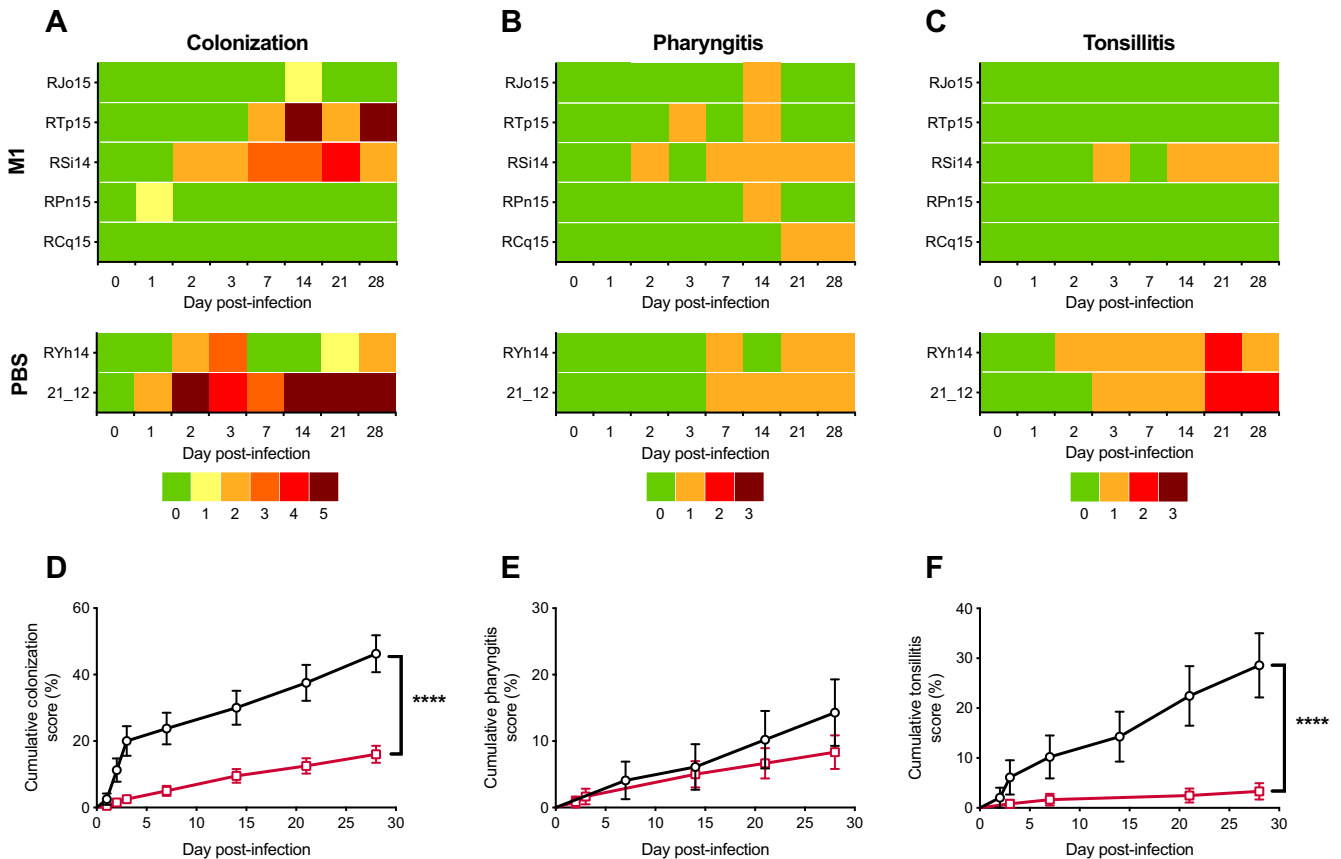 A
B
C
Colonization
Pharyngitis
Tonsillitis
M1
RJo15
RTp15
RSi14
RPn15
RCq15
0 1 2 3 7 14 21 28
Day post-infection
RJo15
RTp15
RSi14
RPn15
RCq15
0 1 2 3 7 14 21 28
Day post-infection
RJo15
RTp15
RSi14
RPn15
RCq15
0 1 2 3 7 14 21 28
Day post-infection
PBS
RYh14
21_12
0 1 2 3 7 14 21 28
Day post-infection
0 1 2 3 4 5
RYh14
21_12
0 1 2 3 7 14 21 28
Day post-infection
0 1 2 3
RYh14
21_12
0 1 2 3 7 14 21 28
Day post-infection
0 1 2 3
D
Cumulative colonization
score (%)
60
40
20
0
0 5 10 15 20 25 30
Day post-infection
****
E
Cumulative pharyngitis
score (%)
30
20
10
0
0 5 10 15 20 25 30
Day post-infection
F
Cumulative tonsillitis
score (%)
40
30
20
10
0
0 5 10 15 20 25 30
Day post-infection
****